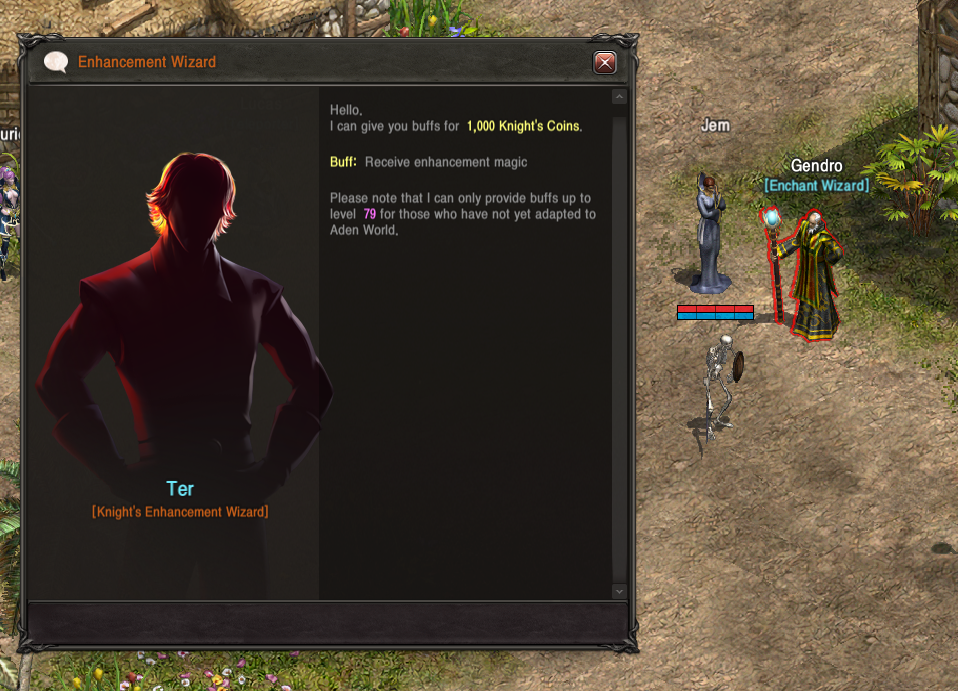 Enhancement Wizard
Hello,
I can give you buffs for 1,000 Knight's Coins.
Buff: Receive enhancement magic
Please note that I can only provide buffs up to
level 79 for those who have not yet adapted to
Aden World.
Ter
[Knight's Enhancement Wizard]
Jem
Gendro
[Enchant Wizard]